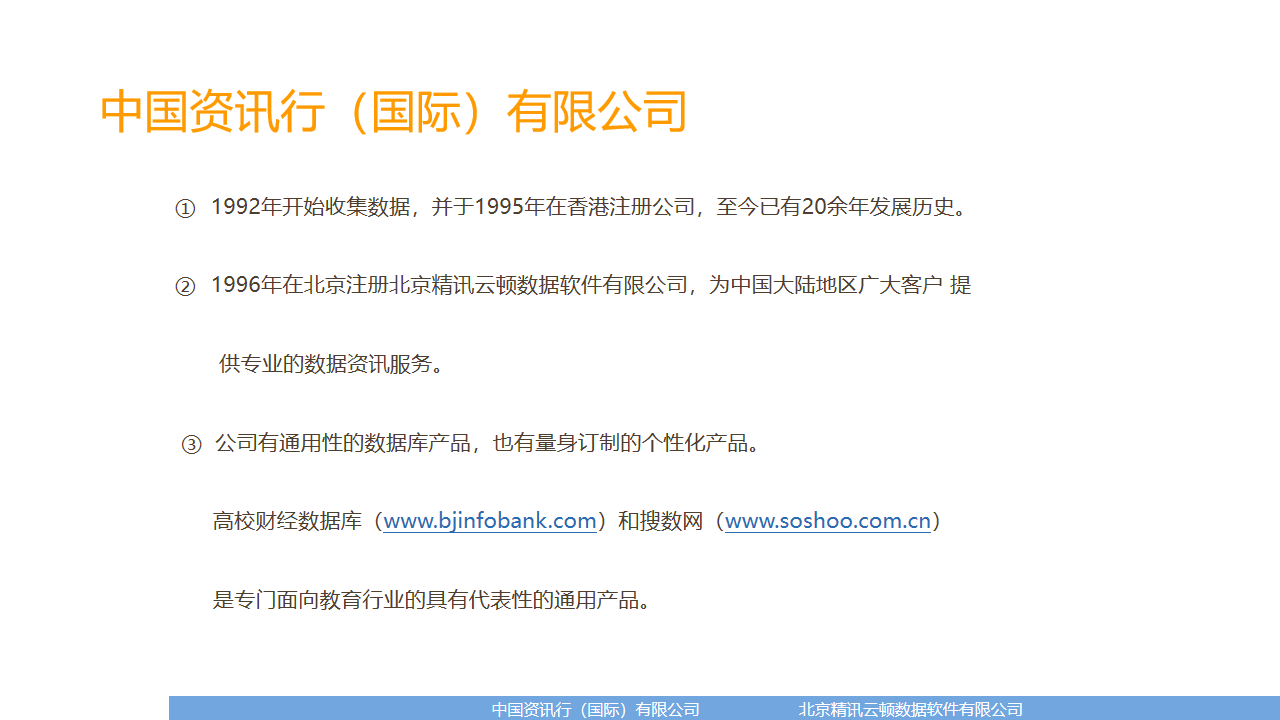 中国资讯行（国际）有限公司
① 1992年开始收集数据，并于1995年在香港注册公司，至今已有20余年发展历史。
② 1996年在北京注册北京精讯云顿数据软件有限公司，为中国大陆地区广大客户 提
供专业的数据资讯服务。
③ 公司有通用性的数据库产品，也有量身订制的个性化产品。
高校财经数据库（www.bjinfobank.com）和搜数网（www.soshoo.com.cn）
是专门面向教育行业的具有代表性的通用产品。
中国资讯行（国际）有限公司 北京精讯云顿数据软件有限公司